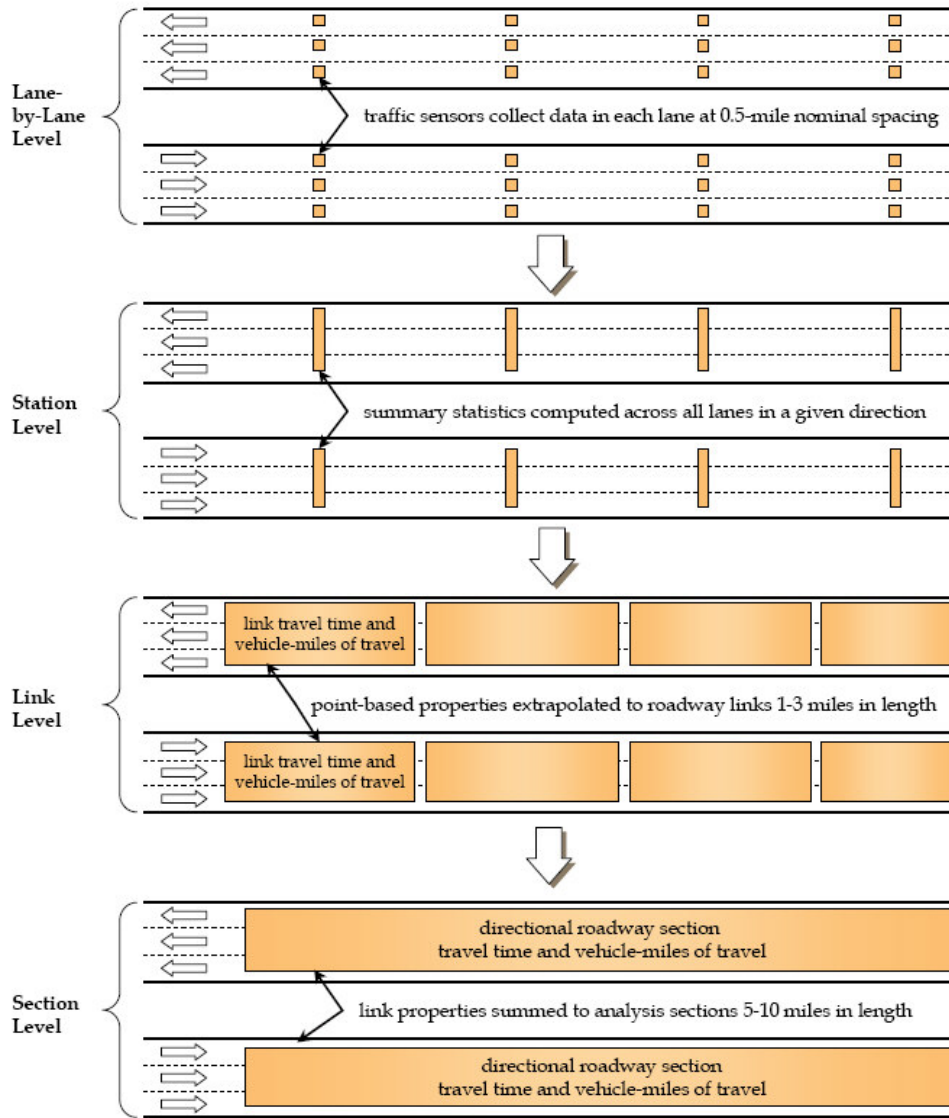 Lane-
by-Lane
Level
traffic sensors collect data in each lane at 0.5-mile nominal spacing
Station
Level
summary statistics computed across all lanes in a given direction
link travel time and
vehicle-miles of travel
Link
Level
point-based properties extrapolated to roadway links 1-3 miles in length
link travel time and
vehicle-miles of travel
directional roadway section
travel time and vehicle-miles of travel
Section
Level
link properties summed to analysis sections 5-10 miles in length
directional roadway section
travel time and vehicle-miles of travel